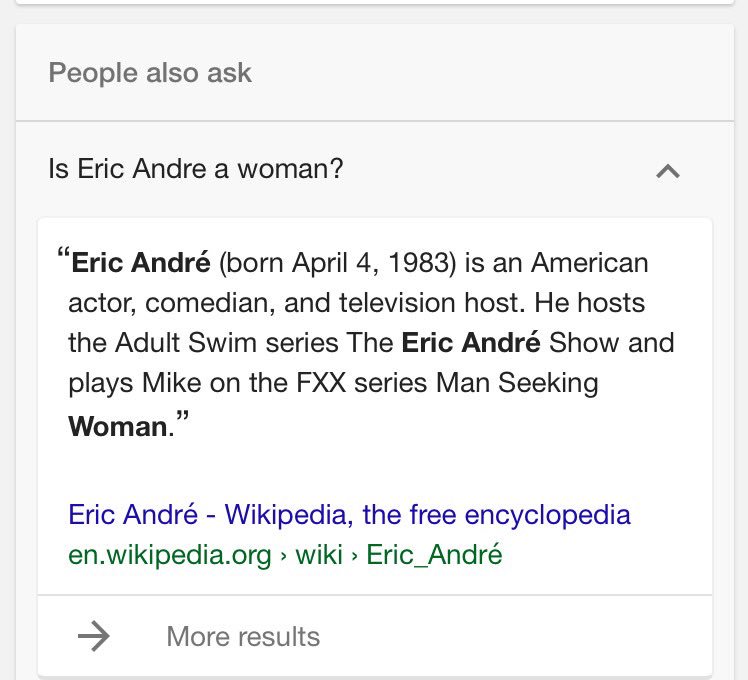 People also ask
Is Eric Andre a woman?
“Eric André (born April 4, 1983) is an American
actor, comedian, and television host. He hosts
the Adult Swim series The Eric André Show and
plays Mike on the FXX series Man Seeking
Woman.”
Eric André - Wikipedia, the free encyclopedia
en.wikipedia.org › wiki › Eric_André
More results